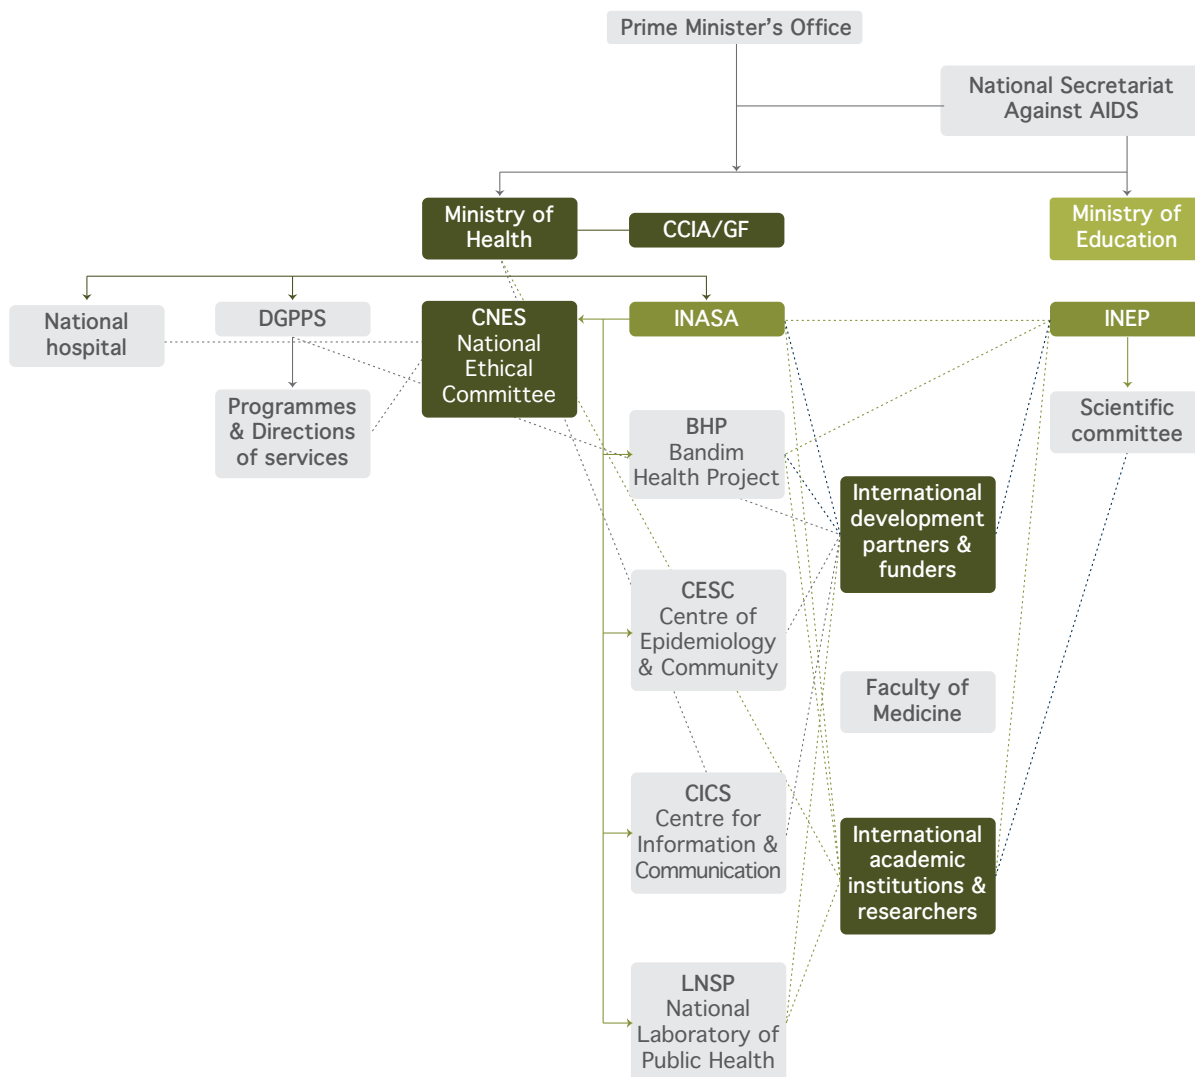 Prime Minister’s Office
National Secretariat
Against AIDS
Ministry of
Health
CCIA/GF
Ministry of
Education
National
hospital
DGPPS
CNES
National
Ethical
Committee
INASA
INEP
Programmes
& Directions
of services
BHP
Bandim
Health Project
Scientific
committee
International
development
partners &
funders
CESC
Centre of
Epidemiology
& Community
Faculty of
Medicine
CICS
Centre for
Information &
Communication
International
academic
institutions &
researchers
LNSP
National
Laboratory of
Public Health